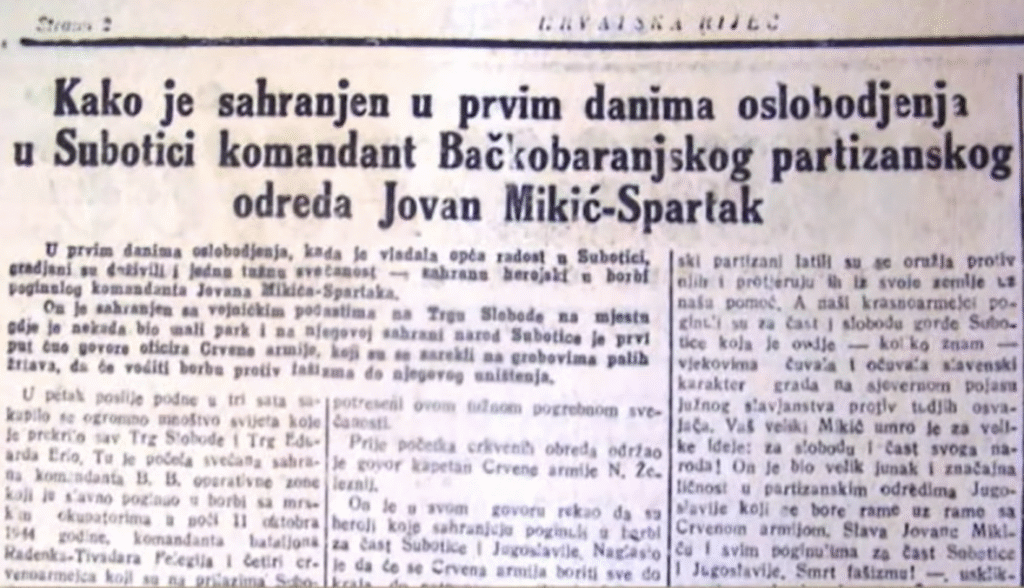 Strana 2
HRVATSKA RIJEČ
Kako je sahranjen u prvim danima oslobodjenja
u Subotici komandant Bačkobaranjskog partizanskog
odreda Jovan Mikić-Spartak
U prvim danima oslobodjenja, kada je vladala opća radost u Subotici,
gradjani su doživili i jednu tužnu svečanost — sahranu herojski u borbi
poginulog komandanta Jovana Mikića-Spartaka.
On je sahranjen sa vojničkim počastima na Trgu Slobode na mjestu
gdje je nekada bio mali park i na njegovoj sahrani narod Subotice je prvi
put čuo govore oficira Crvene armije, koji su se zarekli na grobovima palih
žrtava, da će voditi borbu protiv fašizma do njegovog uništenja.
U petak poslije podne u tri sata sa-
kupilo se ogromno mnoštvo svijeta koje
je prekrilo sav Trg Slobode i Trg Edu-
arda Tu je počela svečana sahra-
na komandanta B. B. operativne zone
koji je slavno poginuo u borbi sa mrs-
kim okupatorima u noći 11 oktobra
1944 godine, komandanta bataljona
Radenka-Tivadara i četiri cr-
venoarmejca koji su na prilazima Subo-
potreseni ovom tužnom pogrebnom sve-
čanosti.
Prije početka crkvenih obreda održao
je govor kapetan Crvene armije N. Že-
leznij.
On je u svom govoru rekao da su
heroji koje sahranjuju poginuli u borbi
za čast Subotice i Jugoslavije. Naglasio
je da će se Crvena armija boriti sve do
kraja do
ski partizani latili su se oružja protiv
njih i protjeruju ih iz svoje zemlje uz
našu pomoć. A naši krasnoarmejci po-
ginuli su za čast i slobodu gorde Subo-
tice koja je ovdje — koliko znam —
vjekovima čuvala i očuvala slavenski
karakter grada na sjevernom pojasu
Južnog slavjanstva protiv tudjih osva-
jača. Vaš veliki Mikić umro je za veli-
ke ideje: za slobodu i čast svoga na-
roda! On je bio velik junak i značajna
ličnost u partizanskim odredima Jugo-
slavije koji se bore rame uz rame sa
Crvenom armijom. Slava Jovane Miki-
ću i svim poginulima za čast Subotice
i Jugoslavije. Smrt fašizmu! — usklik-